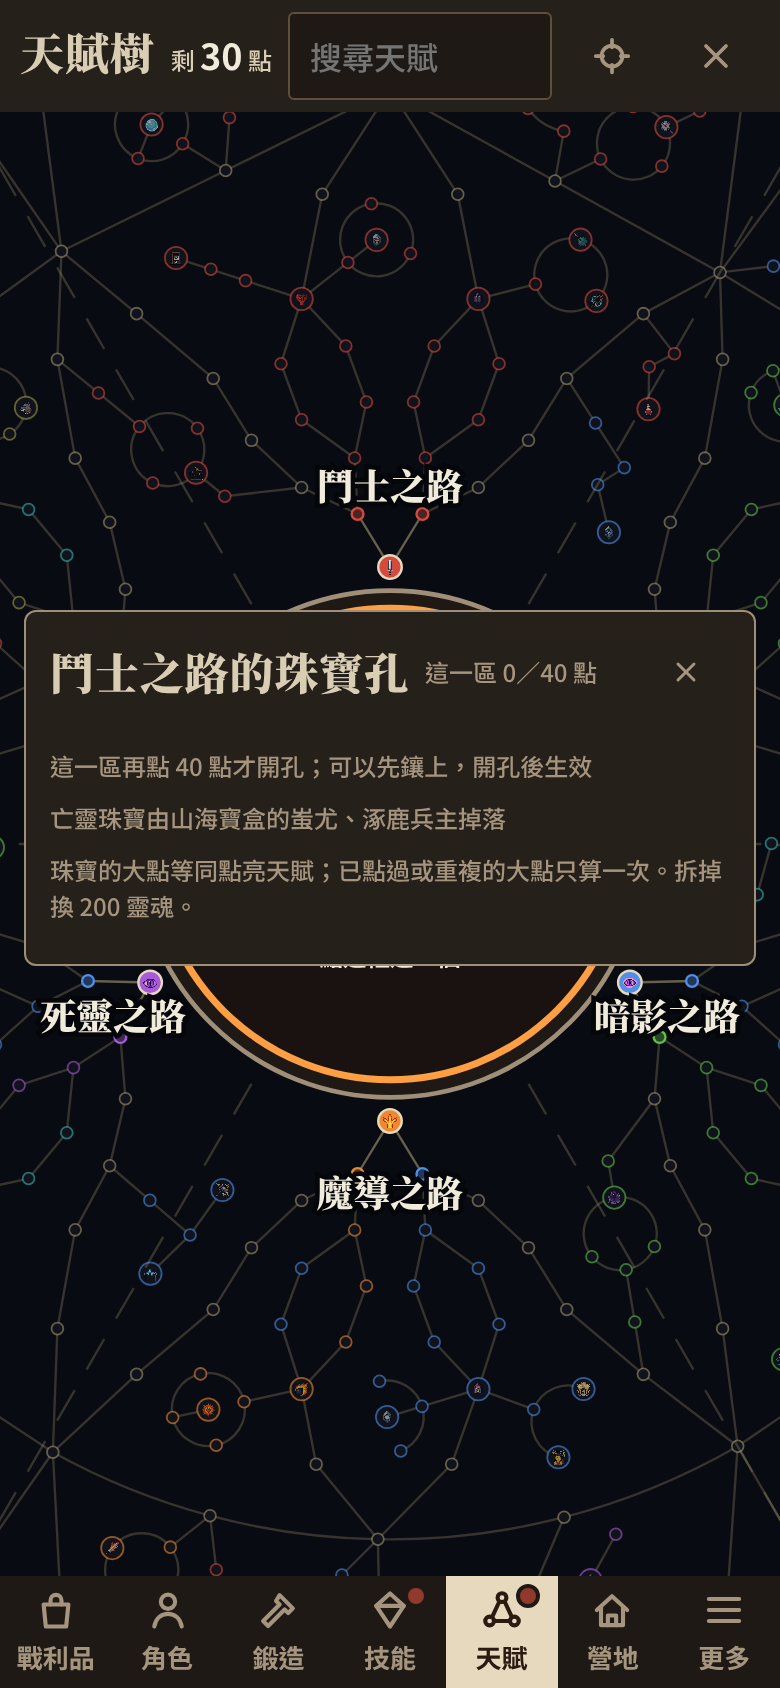 天賦樹 剩 30 點 搜尋天賦
鬥士之路
鬥士之路的珠寶孔 這一區 0／40 點
這一區再點 40 點才開孔；可以先鑲上，開孔後生效
亡靈珠寶由山海寶盒的蚩尤、涿鹿兵主掉落
珠寶的大點等同點亮天賦；已點過或重複的大點只算一次。拆掉
換 200 靈魂。
死靈之路 暗影之路
魔導之路
戰利品 角色 鍛造 技能 天賦 營地 更多